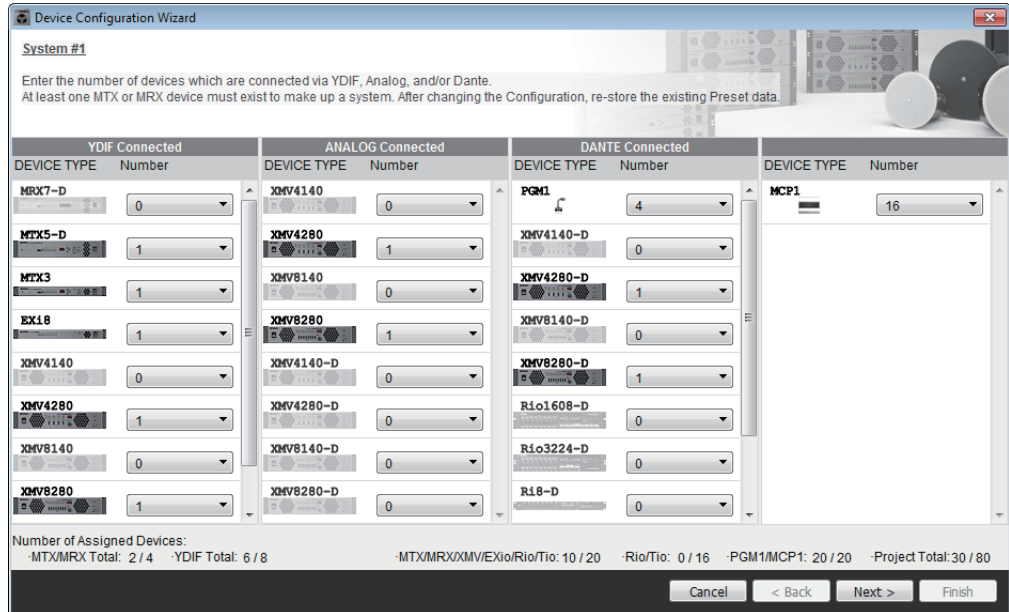 Device Configuration Wizard
System #1
Enter the number of devices which are connected via YDIF, Analog, and/or Dante.
At least one MTX or MRX device must exist to make up a system. After changing the Configuration, re-store the existing Preset data.
YDIF Connected
DEVICE TYPE Number
MRX7-D
0
MTX5-D
1
MTX3
1
EXi8
1
XMV4140
0
XMV4280
1
XMV8140
0
XMV8280
1
ANALOG Connected
DEVICE TYPE Number
XMV4140
0
XMV4280
1
XMV8140
0
XMV8280
1
XMV4140-D
0
XMV4280-D
0
XMV8140-D
0
XMV8280-D
0
DANTE Connected
DEVICE TYPE Number
PGM1
4
XMV4140-D
0
XMV4280-D
1
XMV8140-D
0
XMV8280-D
1
Rio1608-D
0
Rio3224-D
0
Ri8-D
0
DEVICE TYPE Number
MCP1
16
Number of Assigned Devices:
·MTX/MRX Total: 2 / 4 ·YDIF Total: 6 / 8 ·MTX/MRX/XMV/EXio/Rio/Tio: 10 / 20 ·Rio/Tio: 0 / 16 ·PGM1/MCP1: 20 / 20 ·Project Total: 30 / 80
Cancel < Back Next > Finish